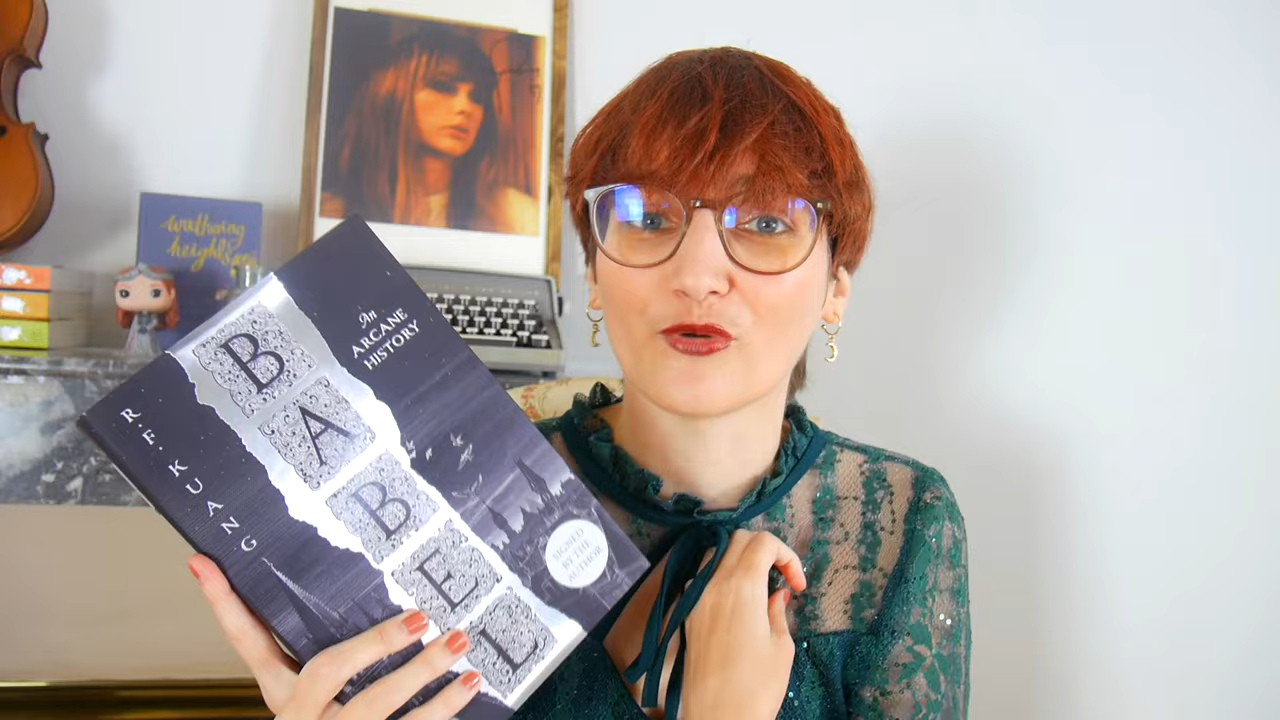 wuthering
heights
An
ARCANE
HISTORY
BABEL
R. F. KUANG
SIGNED
BY THE
AUTHOR